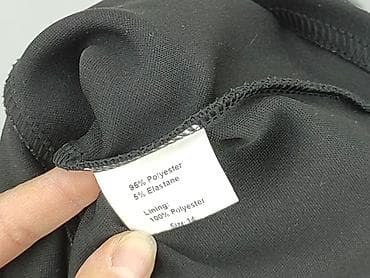 95% Polyester
5% Elastane
Lining:
100% Polyester
Size: 14